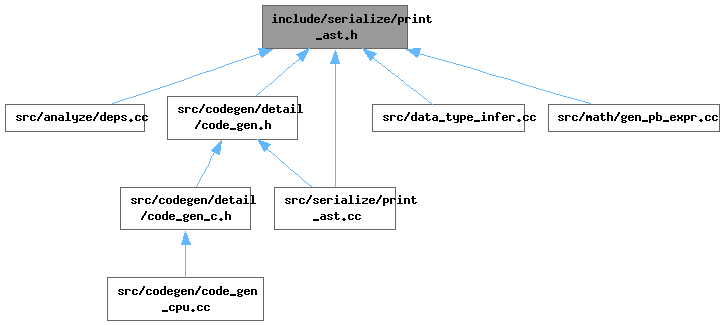 include/serialize/print
_ast.h
src/analyze/deps.cc
src/codegen/detail
/code_gen.h
src/data_type_infer.cc
src/math/gen_pb_expr.cc
src/codegen/detail
/code_gen_c.h
src/serialize/print
_ast.cc
src/codegen/code_gen
_cpu.cc